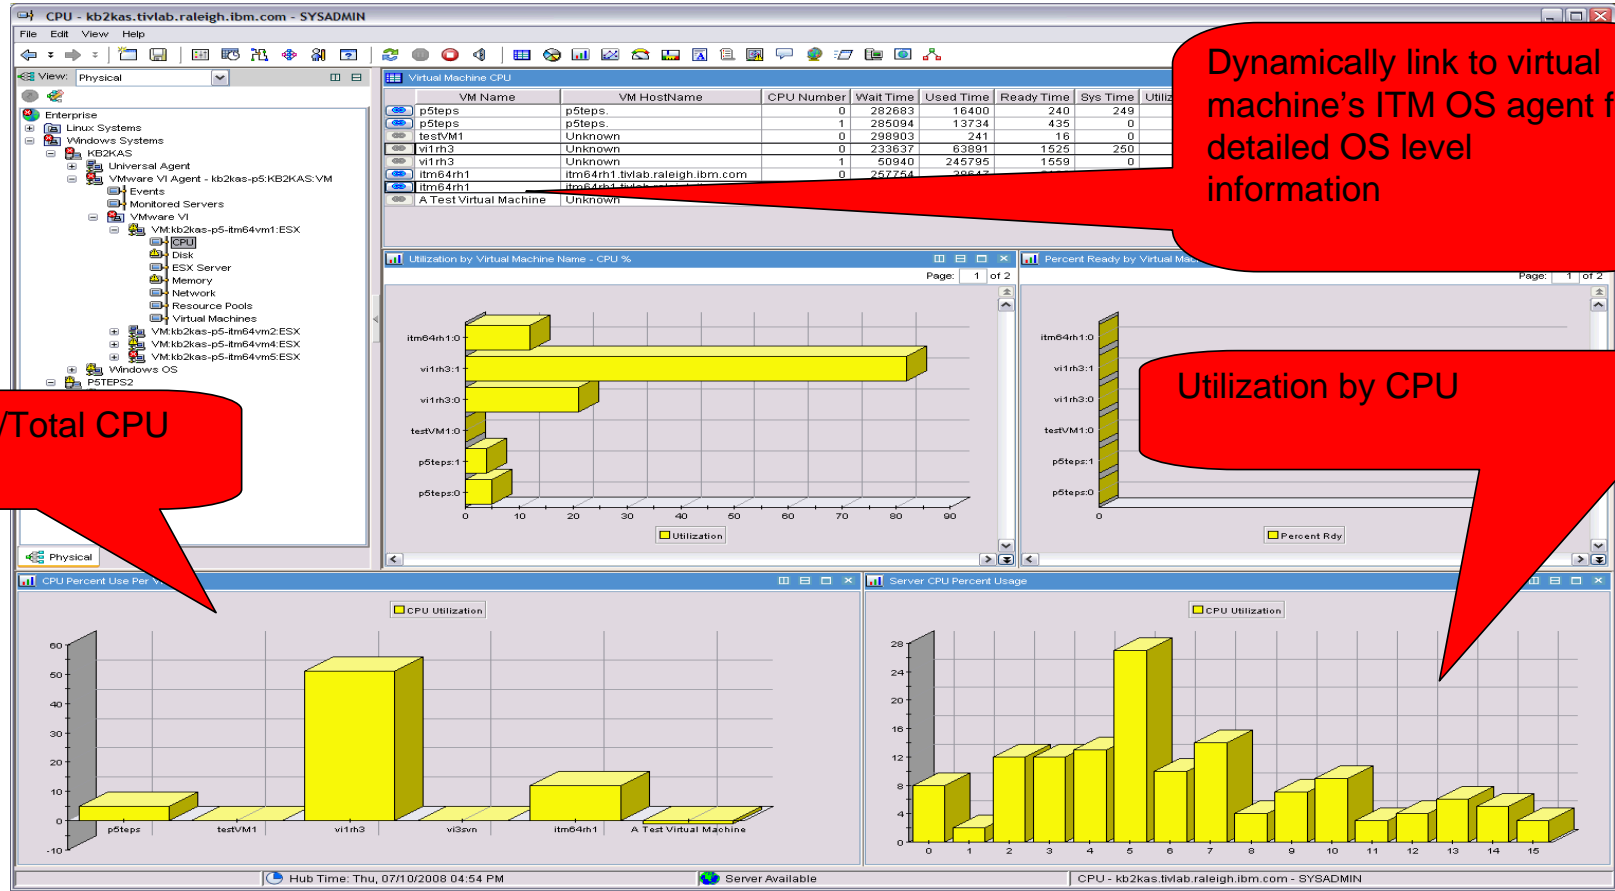 CPU - kb2kas.tivlab.raleigh.ibm.com - SYSADMIN
File Edit View Help
View: Physical
Enterprise
Linux Systems
Windows Systems
KB2KAS
Universal Agent
VMware VI Agent - kb2kas-p5:KB2KAS:VM
Events
Monitored Servers
VMware VI
VM:kb2kas-p5-itm64vm1:ESX
CPU
Disk
ESX Server
Memory
Network
Resource Pools
Virtual Machines
VM:kb2kas-p5-itm64vm2:ESX
VM:kb2kas-p5-itm64vm4:ESX
VM:kb2kas-p5-itm64vm5:ESX
Windows OS
P5TEPS2
Physical
Virtual Machine CPU
VM Name VM HostName CPU Number Wait Time Used Time Ready Time Sys Time Utiliz
p5teps p5teps. 0 282683 16400 240 249
p5teps p5teps. 1 285094 13734 435 0
testVM1 Unknown 0 298903 241 16 0
vi1rh3 Unknown 0 233637 63891 1525 250
vi1rh3 Unknown 1 50940 245795 1559 0
itm64rh1 itm64rh1.tivlab.raleigh.ibm.com 0 257754
itm64rh1
A Test Virtual Machine Unknown
Dynamically link to virtual
machine's ITM OS agent f
detailed OS level
information
Utilization by Virtual Machine Name - CPU %
Page: 1 of 2
itm64rh1:0
vi1rh3:1
vi1rh3:0
testVM1:0
p5teps:1
p5teps:0
0 10 20 30 40 50 60 70 80 90
Utilization
Percent Ready by Virtual Mac
Page: 1 of 2
itm64rh1:0
vi1rh3:1
vi1rh3:0
testVM1:0
p5teps:1
p5teps:0
0
Percent Rdy
/Total CPU
Utilization by CPU
CPU Percent Use Per V
CPU Utilization
60
50
40
30
20
10
0
-10
p5teps testVM1 vi1rh3 vi3svn itm64rh1 A Test Virtual Machine
Server CPU Percent Usage
CPU Utilization
28
24
20
16
12
8
4
0
0 1 2 3 4 5 6 7 8 9 10 11 12 13 14 15
Hub Time: Thu, 07/10/2008 04:54 PM
Server Available
CPU - kb2kas.tivlab.raleigh.ibm.com - SYSADMIN